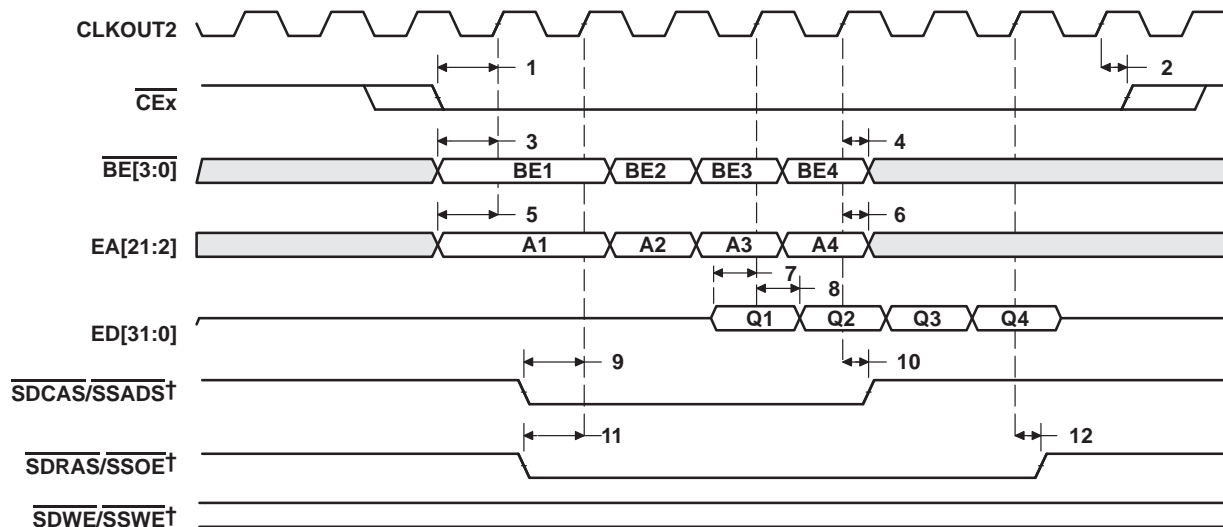 CLKOUT2
1 2
CEx
3 4
BE[3:0] BE1 BE2 BE3 BE4
5 6
EA[21:2] A1 A2 A3 A4
7
8
ED[31:0] Q1 Q2 Q3 Q4
9 10
SDCAS/SSADS†
11 12
SDRAS/SSOE†
SDWE/SSWE†